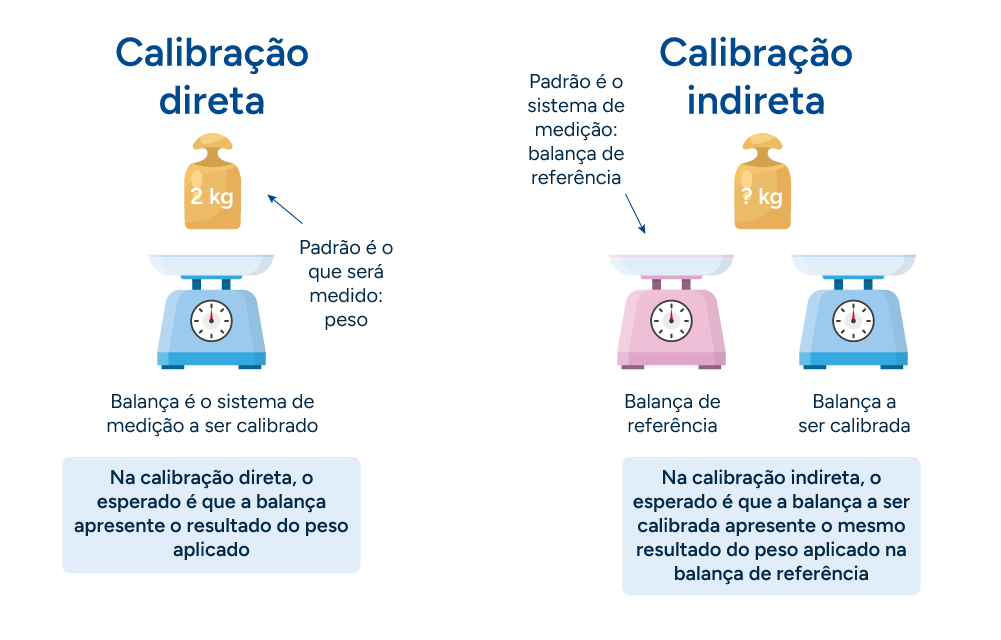 Calibração
direta
2 kg
Padrão é o
que será
medido:
peso
Balança é o sistema de
medição a ser calibrado
Na calibração direta, o
esperado é que a balança
apresente o resultado do peso
aplicado
Calibração
indireta
Padrão é o
sistema de
medição:
balança de
referência
? kg
Balança de
referência
Balança a
ser calibrada
Na calibração indireta, o
esperado é que a balança a ser
calibrada apresente o mesmo
resultado do peso aplicado na
balança de referência